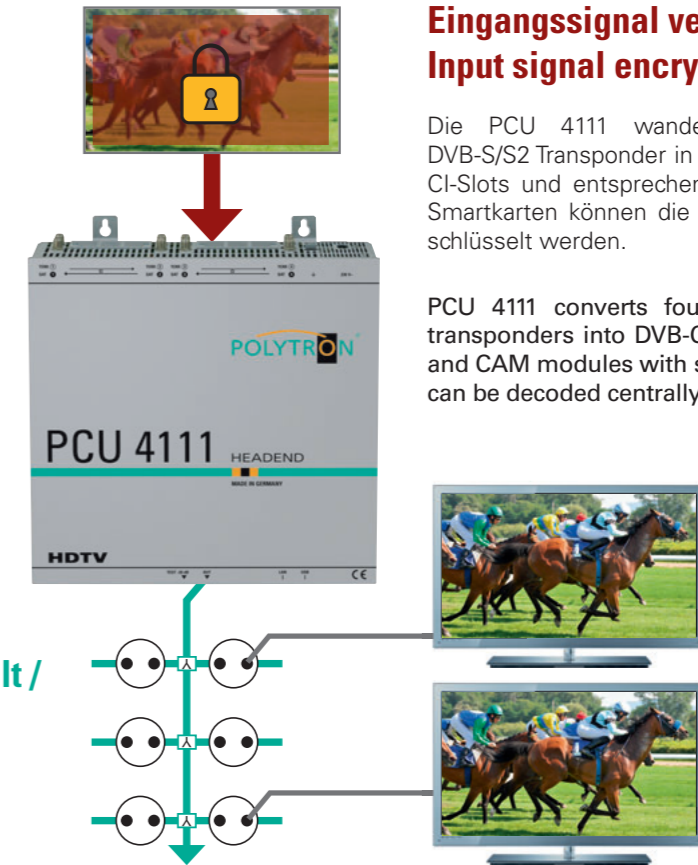 Eingangssignal ve
Input signal encry
Die PCU 4111 wande
DVB-S/S2 Transponder in
CI-Slots und entspreche
Smartkarten können die
schlüsselt werden.
PCU 4111 converts fou
transponders into DVB-C
and CAM modules with s
can be decoded centrally
POLYTRON
PCU 4111 HEADEND
MADE IN GERMANY
HDTV
CE
lt /